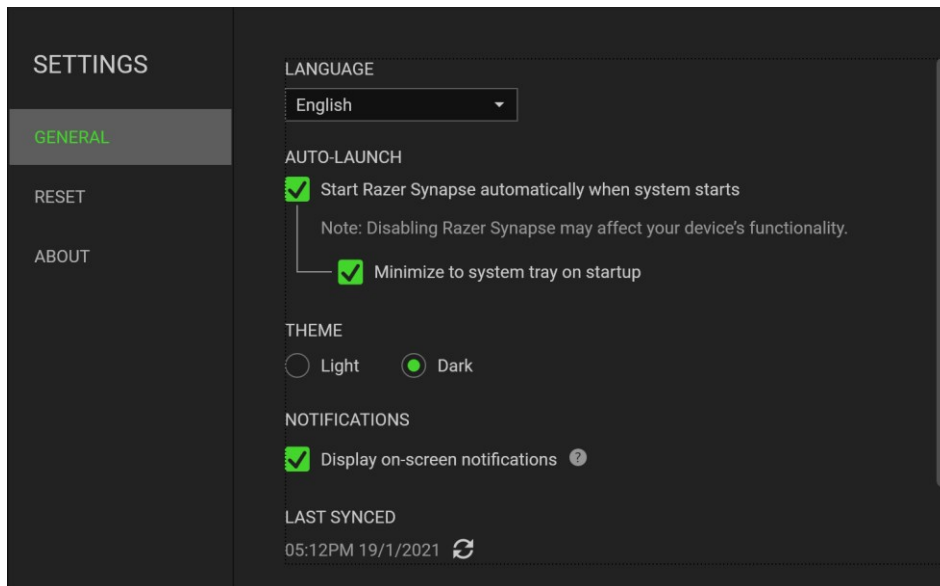 SETTINGS
GENERAL
RESET
ABOUT
LANGUAGE
English
AUTO-LAUNCH
Start Razer Synapse automatically when system starts
Note: Disabling Razer Synapse may affect your device’s functionality.
Minimize to system tray on startup
THEME
Light Dark
NOTIFICATIONS
Display on-screen notifications ?
LAST SYNCED
05:12PM 19/1/2021